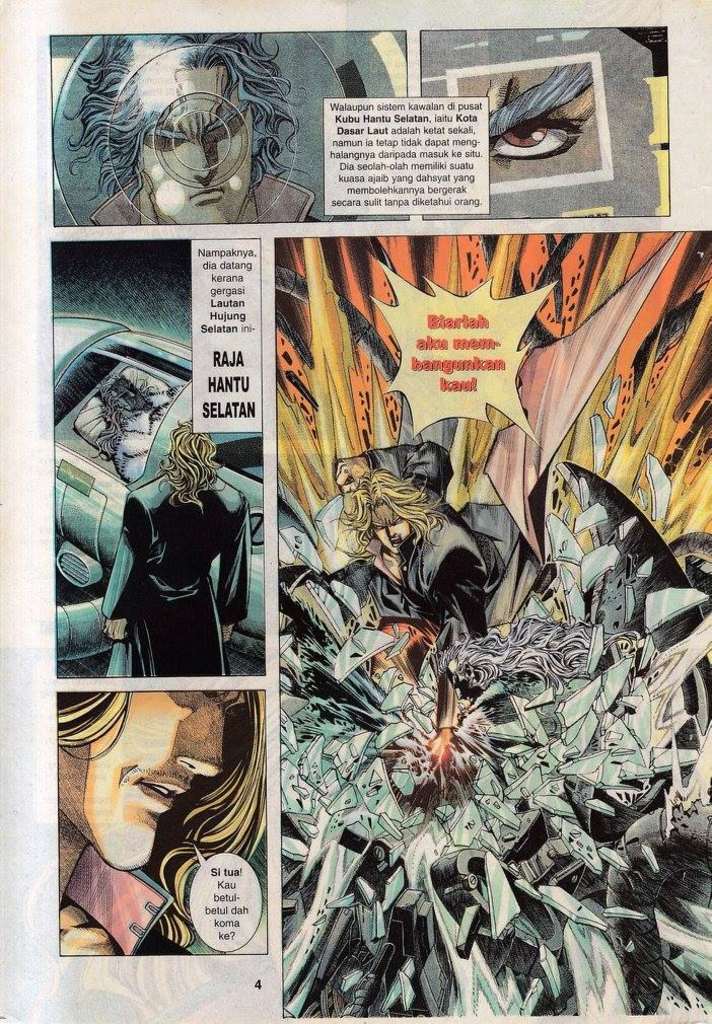 Walaupun sistem kawalan di pusat
Kubu Hantu Selatan, iaitu Kota
Dasar Laut adalah ketat sekali,
namun ia tetap tidak dapat meng-
halangnya daripada masuk ke situ.
Dia seolah-olah memiliki suatu
kuasa ajaib yang dahsyat yang
membolehkannya bergerak
secara sulit tanpa diketahui orang.
Nampaknya,
dia datang
kerana
gergasi
Lautan
Hujung
Selatan ini-
RAJA
HANTU
SELATAN
Biarlah
aku mem-
bangunkan
kau!
Si tua!
Kau
betul-
betul dah
koma
ke?
4